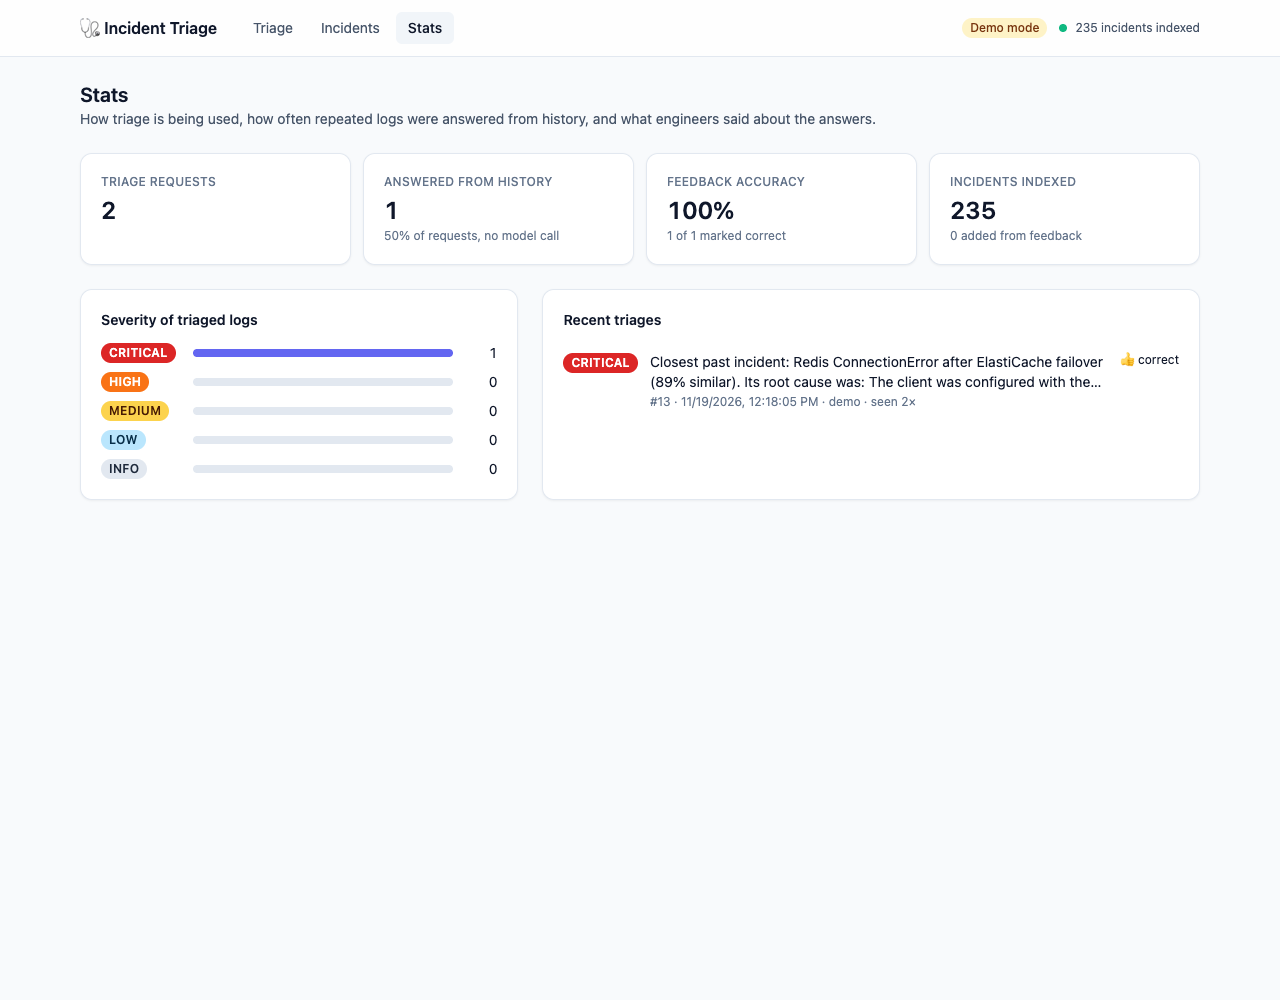 Incident Triage
Triage
Incidents
Stats
Demo mode
235 incidents indexed
Stats
How triage is being used, how often repeated logs were answered from history, and what engineers said about the answers.
TRIAGE REQUESTS
2
ANSWERED FROM HISTORY
1
50% of requests, no model call
FEEDBACK ACCURACY
100%
1 of 1 marked correct
INCIDENTS INDEXED
235
0 added from feedback
Severity of triaged logs
CRITICAL 1
HIGH 0
MEDIUM 0
LOW 0
INFO 0
Recent triages
CRITICAL
Closest past incident: Redis ConnectionError after ElastiCache failover
(89% similar). Its root cause was: The client was configured with the…
#13 · 11/19/2026, 12:18:05 PM · demo · seen 2×
👍 correct